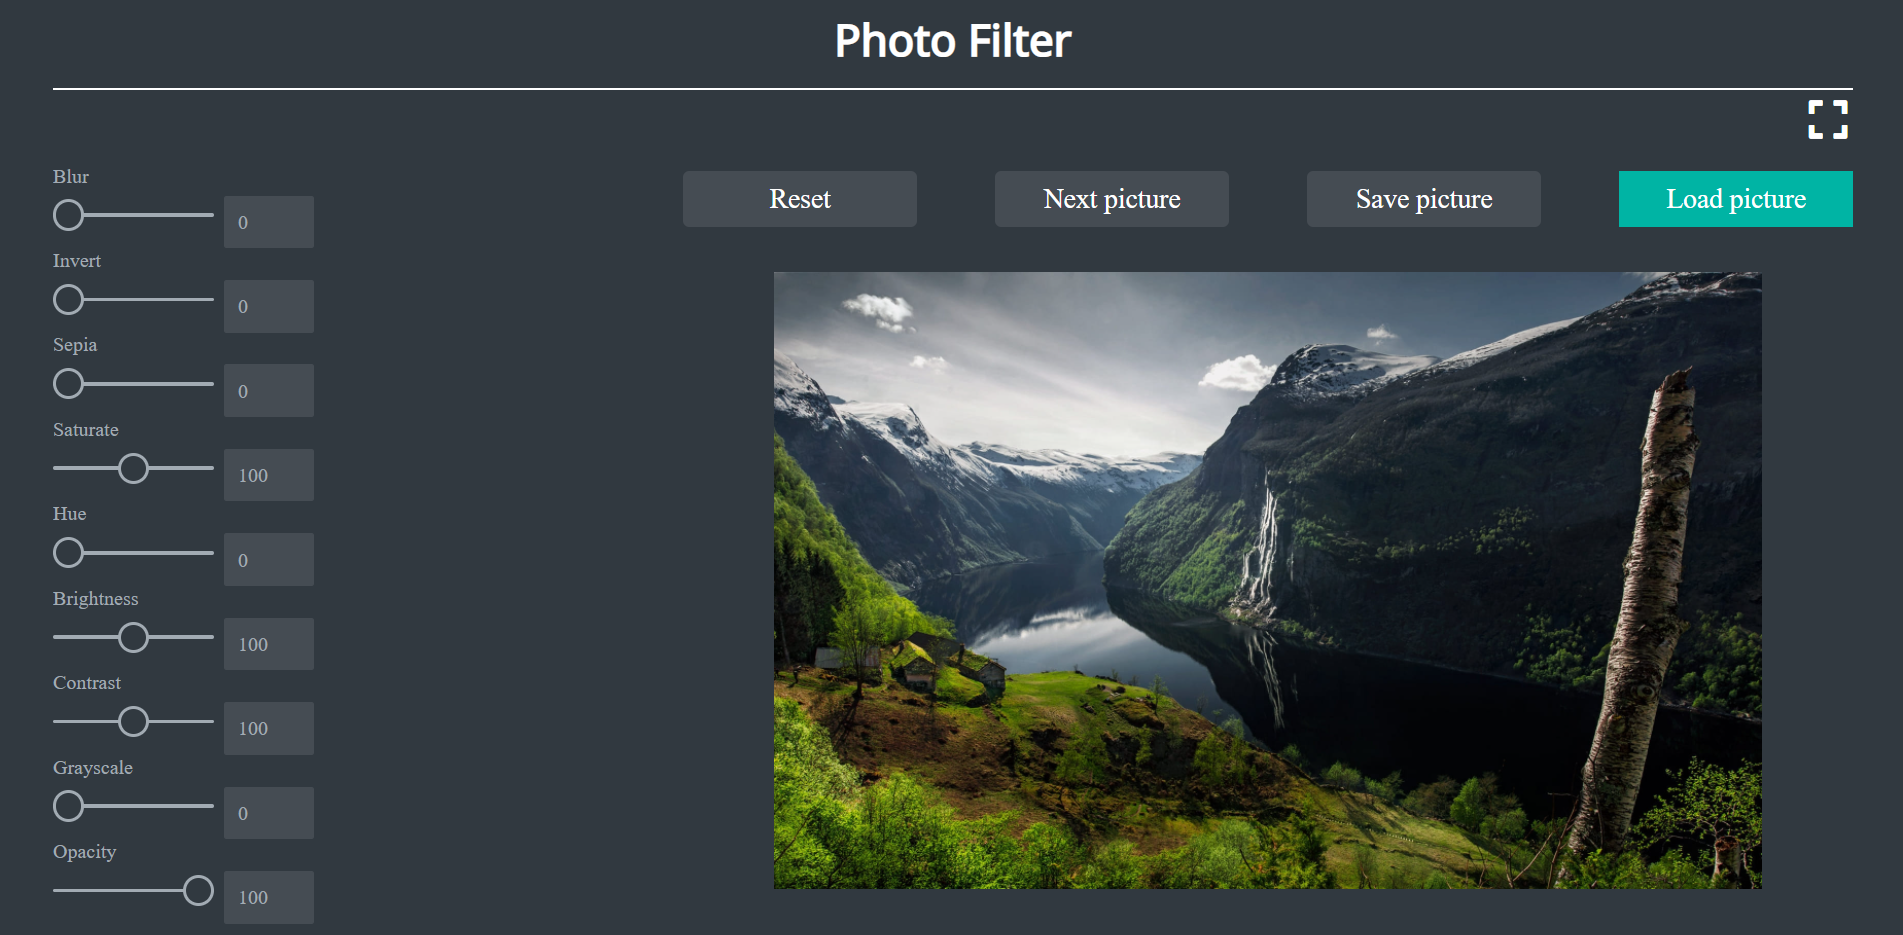 Photo Filter
Blur
0
Invert
0
Sepia
0
Saturate
100
Hue
0
Brightness
100
Contrast
100
Grayscale
0
Opacity
100
Reset
Next picture
Save picture
Load picture